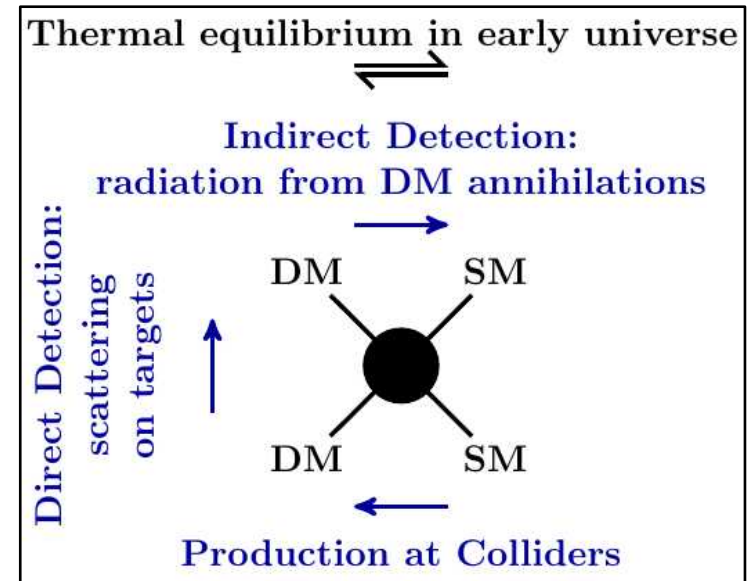 Thermal equilibrium in early universe
Indirect Detection:
radiation from DM annihilations
Direct Detection:
scattering
on targets
DM
SM
DM
SM
Production at Colliders